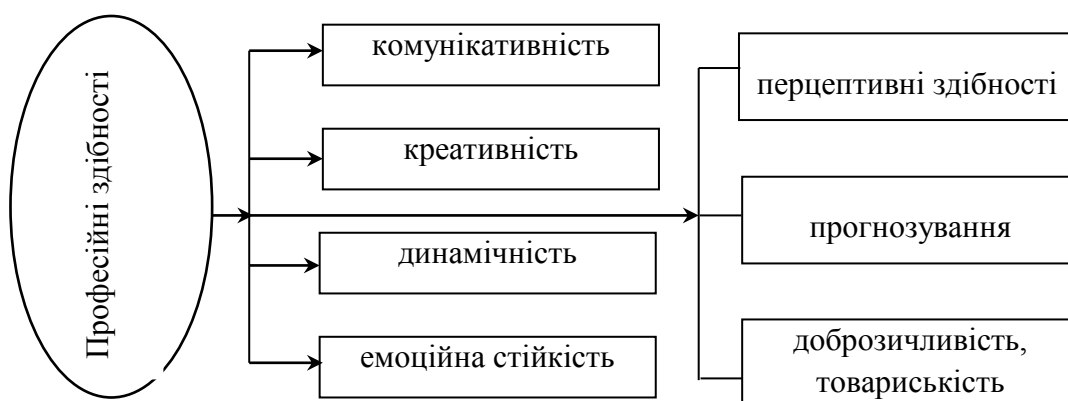 Професійні здібності
комунікативність
креативність
динамічність
емоційна стійкість
перцептивні здібності
прогнозування
доброзичливість,
товариськість